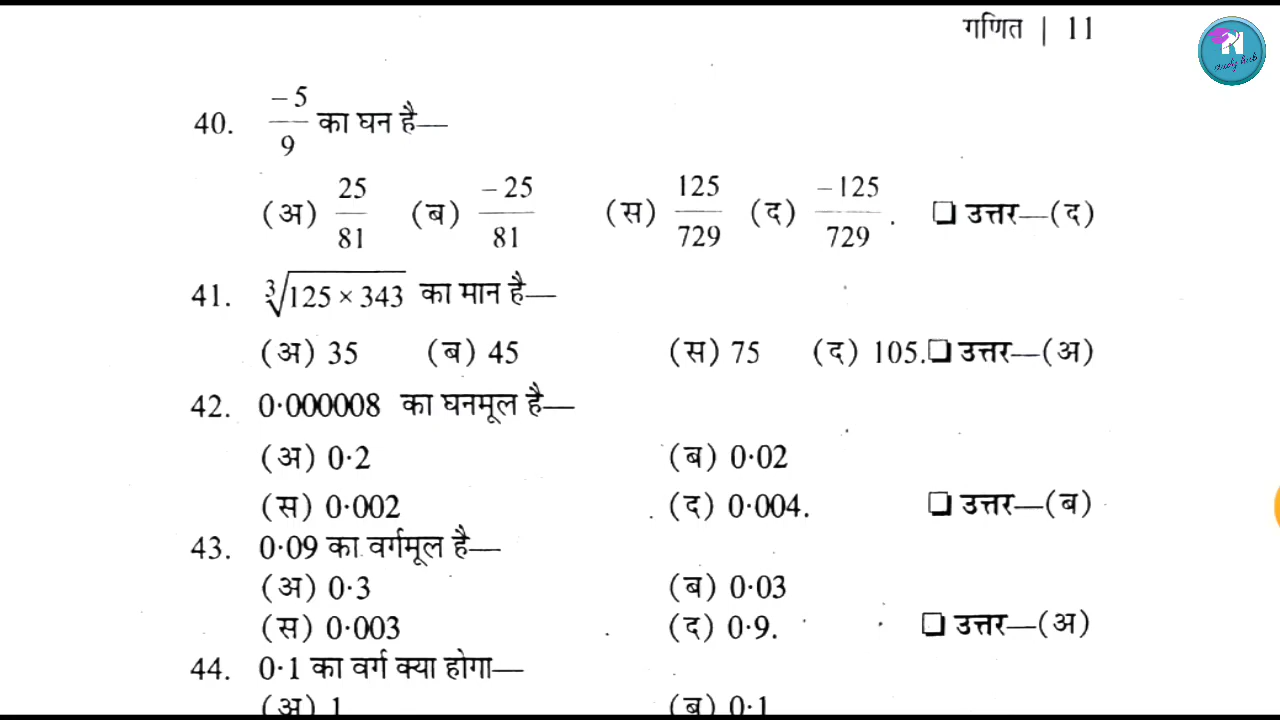 गणित | 11
N
study hub
40. -5/9 का घन है—
(अ) 25/81 (ब) -25/81 (स) 125/729 (द) -125/729. ❑ उत्तर—(द)
41. ∛(125 × 343) का मान है—
(अ) 35 (ब) 45 (स) 75 (द) 105. ❑ उत्तर—(अ)
42. 0·000008 का घनमूल है—
(अ) 0·2 (ब) 0·02
(स) 0·002 (द) 0·004. ❑ उत्तर—(ब)
43. 0·09 का वर्गमूल है—
(अ) 0·3 (ब) 0·03
(स) 0·003 (द) 0·9. ❑ उत्तर—(अ)
44. 0·1 का वर्ग क्या होगा—
(अ) 1 (ब) 0·1